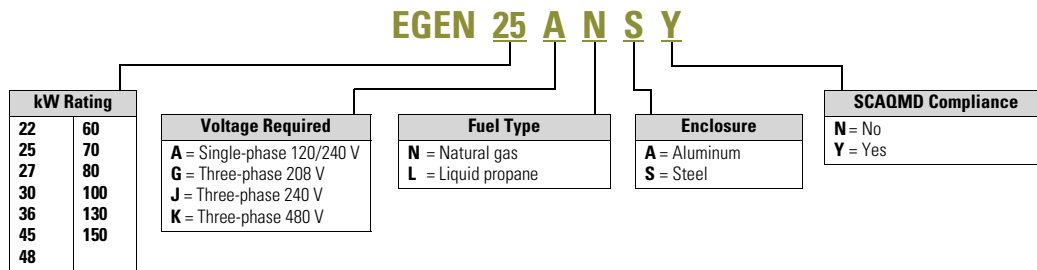 EGEN 25 A N S Y
kW Rating
22 60
25 70
27 80
30 100
36 130
45 150
48
Voltage Required
A = Single-phase 120/240 V
G = Three-phase 208 V
J = Three-phase 240 V
K = Three-phase 480 V
Fuel Type
N = Natural gas
L = Liquid propane
Enclosure
A = Aluminum
S = Steel
SCAQMD Compliance
N = No
Y = Yes